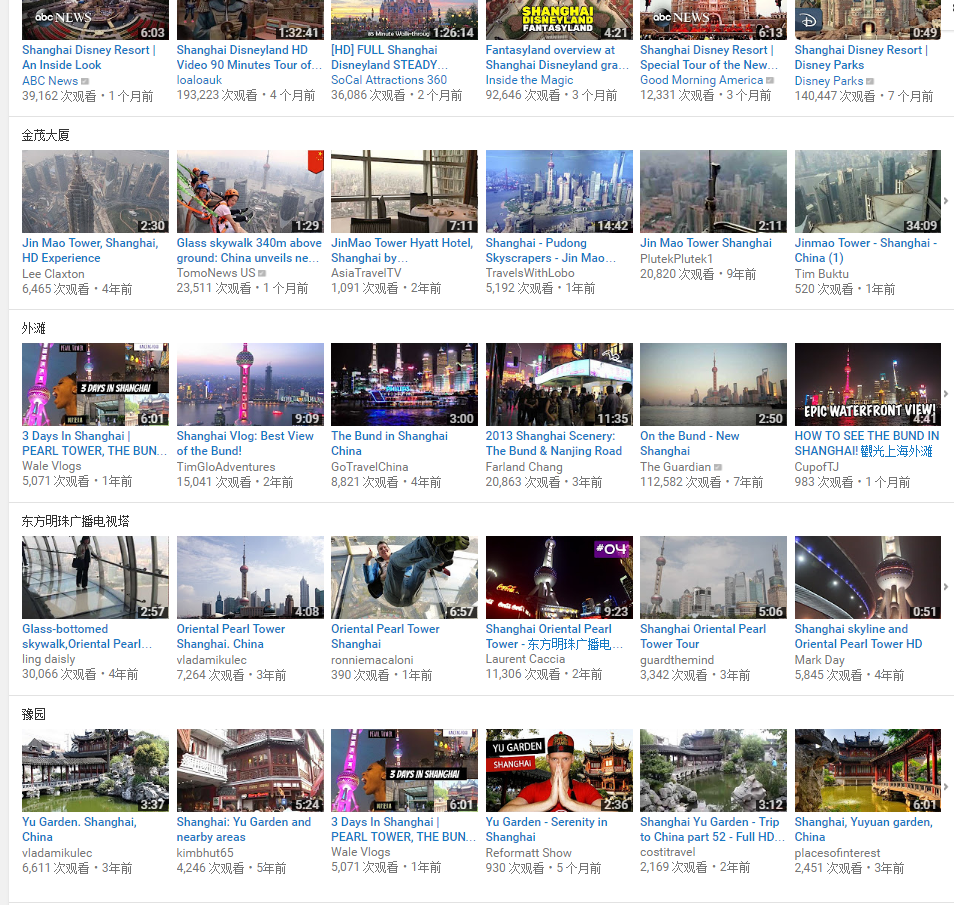 abc NEWS
6:03
1:32:41
85 Minute Walkthrough
1:26:14
SHANGHAI
DISNEYLAND
FANTASYLAND
4:21
abc NEWS
6:13
0:49
Shanghai Disney Resort |
An Inside Look
ABC News
39,162 次观看 • 1 个月前
Shanghai Disneyland HD
Video 90 Minutes Tour of...
loaloauk
193,223 次观看 • 4 个月前
[HD] FULL Shanghai
Disneyland STEADY...
SoCal Attractions 360
36,086 次观看 • 2 个月前
Fantasyland overview at
Shanghai Disneyland gra...
Inside the Magic
92,646 次观看 • 3 个月前
Shanghai Disney Resort |
Special Tour of the New...
Good Morning America
12,331 次观看 • 3 个月前
Shanghai Disney Resort |
Disney Parks
Disney Parks
140,447 次观看 • 7 个月前
金茂大厦
2:30
1:29
7:11
14:42
2:11
34:09
Jin Mao Tower, Shanghai,
HD Experience
Lee Claxton
6,465 次观看 • 4年前
Glass skywalk 340m above
ground: China unveils ne...
TomoNews US
23,511 次观看 • 1 个月前
JinMao Tower Hyatt Hotel,
Shanghai by...
AsiaTravelTV
1,091 次观看 • 2年前
Shanghai - Pudong
Skyscrapers - Jin Mao...
TravelsWithLobo
5,192 次观看 • 1年前
Jin Mao Tower Shanghai
PlutekPlutek1
20,820 次观看 • 9年前
Jinmao Tower - Shanghai -
China (1)
Tim Buktu
520 次观看 • 1年前
外滩
PEARL TOWER
3 DAYS IN SHANGHAI
6:01
9:09
3:00
11:35
2:50
EPIC WATERFRONT VIEW!
4:41
3 Days In Shanghai |
PEARL TOWER, THE BUN...
Wale Vlogs
5,071 次观看 • 1年前
Shanghai Vlog: Best View
of the Bund!
TimGloAdventures
15,041 次观看 • 2年前
The Bund in Shanghai
China
GoTravelChina
8,821 次观看 • 4年前
2013 Shanghai Scenery:
The Bund & Nanjing Road
Farland Chang
20,863 次观看 • 3年前
On the Bund - New
Shanghai
The Guardian
112,582 次观看 • 7年前
HOW TO SEE THE BUND IN
SHANGHAI! 觀光上海外滩
CupofTJ
983 次观看 • 1 个月前
东方明珠广播电视塔
2:57
4:08
6:57
#04
9:23
5:06
0:51
Glass-bottomed
skywalk,Oriental Pearl...
ling daisly
30,066 次观看 • 4年前
Oriental Pearl Tower
Shanghai. China
vladamikulec
7,264 次观看 • 3年前
Oriental Pearl Tower
Shanghai
ronniemacaloni
390 次观看 • 1年前
Shanghai Oriental Pearl
Tower - 东方明珠广播电...
Laurent Caccia
11,306 次观看 • 2年前
Shanghai Oriental Pearl
Tower Tour
guardthemind
3,342 次观看 • 3年前
Shanghai skyline and
Oriental Pearl Tower HD
Mark Day
5,845 次观看 • 4年前
豫园
3:37
5:24
PEARL TOWER
3 DAYS IN SHANGHAI
6:01
YU GARDEN
SHANGHAI
2:36
3:12
6:01
Yu Garden. Shanghai,
China
vladamikulec
6,611 次观看 • 3年前
Shanghai: Yu Garden and
nearby areas
kimbhut65
4,246 次观看 • 5年前
3 Days In Shanghai |
PEARL TOWER, THE BUN...
Wale Vlogs
5,071 次观看 • 1年前
Yu Garden - Serenity in
Shanghai
Reformatt Show
930 次观看 • 5 个月前
Shanghai Yu Garden - Trip
to China part 52 - Full HD...
costitravel
2,169 次观看 • 2年前
Shanghai, Yuyuan garden,
China
placesofinterest
2,451 次观看 • 3年前